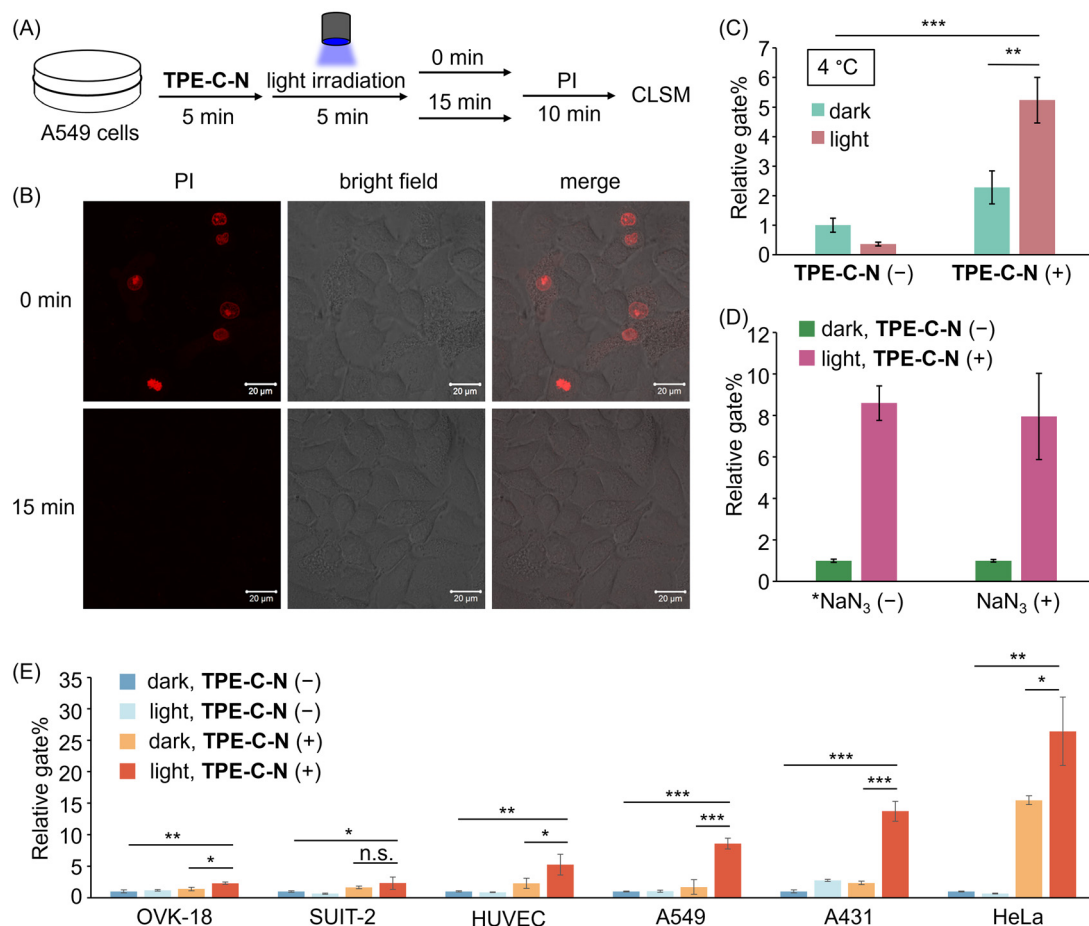 (A)
TPE-C-N
5 min
light irradiation
5 min
0 min
15 min
PI
10 min
CLSM
A549 cells
(B)
PI
bright field
merge
0 min
20 µm
20 µm
20 µm
15 min
20 µm
20 µm
20 µm
(C)
***
**
4 °C
dark
light
Relative gate%
7
6
5
4
3
2
1
0
TPE-C-N (−)
TPE-C-N (+)
(D)
dark, TPE-C-N (−)
light, TPE-C-N (+)
Relative gate%
12
10
8
6
4
2
0
*NaN₃ (−)
NaN₃ (+)
(E)
dark, TPE-C-N (−)
light, TPE-C-N (−)
dark, TPE-C-N (+)
light, TPE-C-N (+)
Relative gate%
35
30
25
20
15
10
5
0
**
*
*
n.s.
**
*
***
***
***
***
**
*
OVK-18
SUIT-2
HUVEC
A549
A431
HeLa